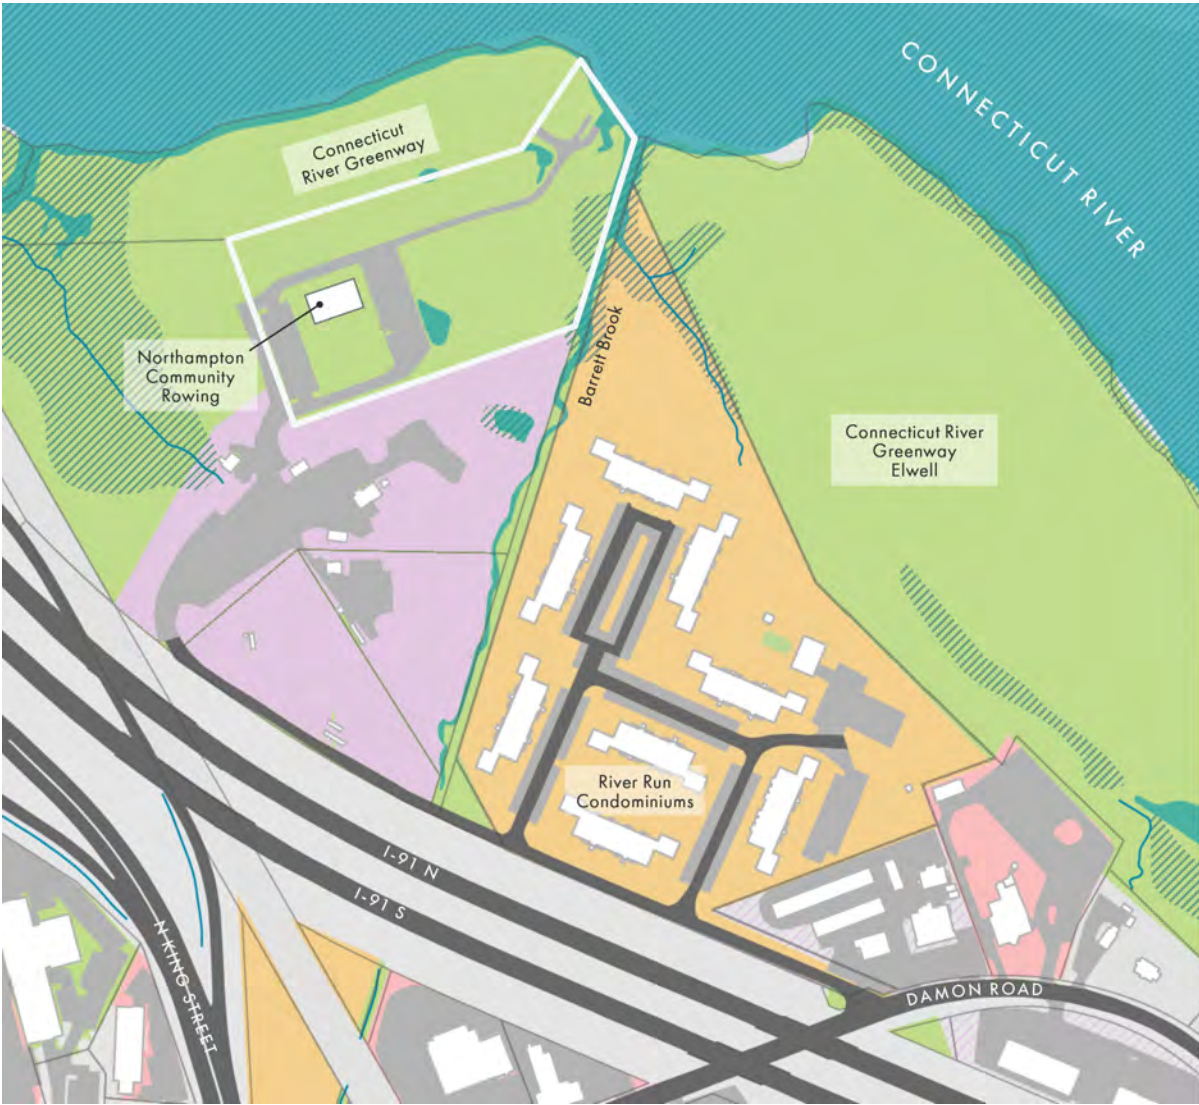 CONNECTICUT RIVER
Connecticut
River Greenway
Northampton
Community
Rowing
Barrett Brook
Connecticut River
Greenway
Elwell
River Run
Condominiums
I-91 N
I-91 S
N KING STREET
DAMON ROAD